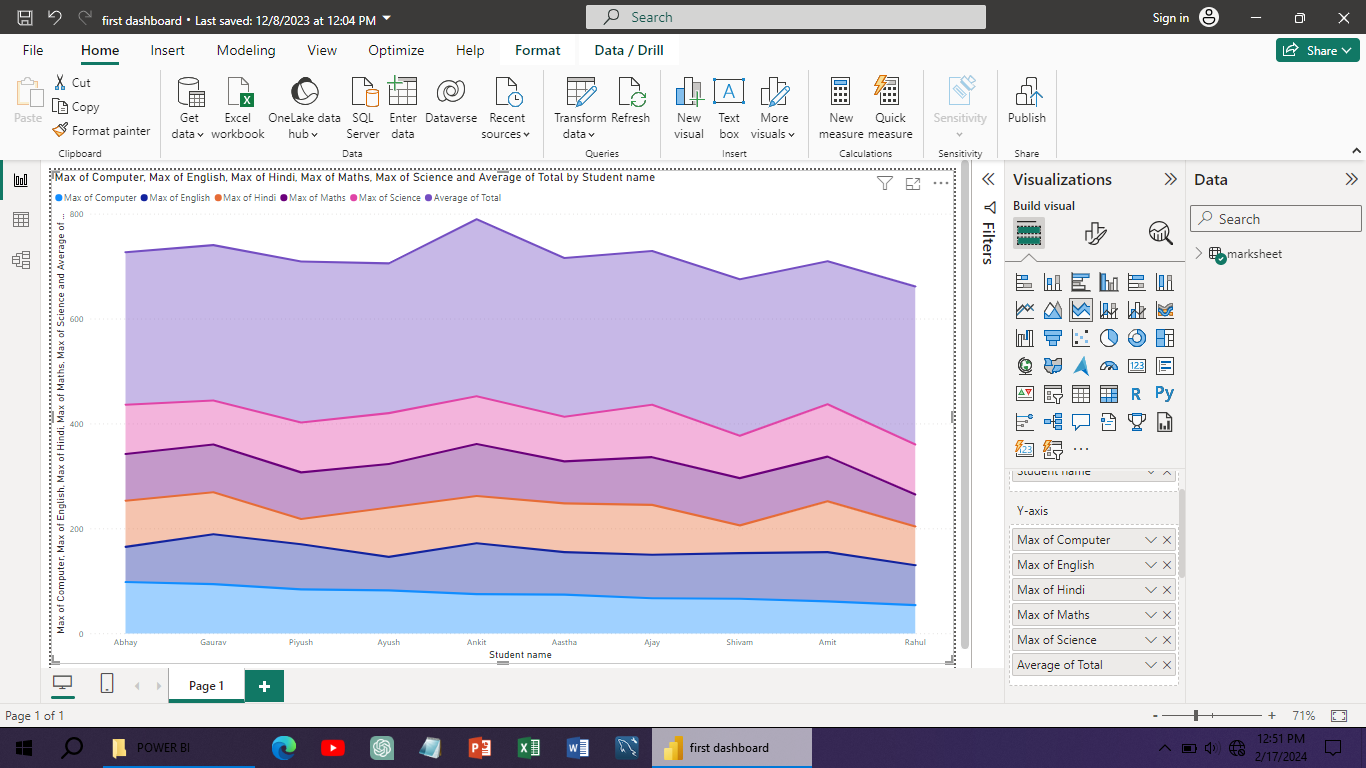 first dashboard • Last saved: 12/8/2023 at 12:04 PM
Search
Sign in
File Home Insert Modeling View Optimize Help Format Data / Drill
Share
Paste
Cut
Copy
Format painter
Clipboard
Get data
Excel workbook
OneLake data hub
SQL Server
Enter data
Dataverse
Recent sources
Data
Transform data
Refresh
Queries
New visual
Text box
More visuals
Insert
New measure
Quick measure
Calculations
Sensitivity
Sensitivity
Publish
Share
Max of Computer, Max of English, Max of Hindi, Max of Maths, Max of Science and Average of Total by Student name
Max of Computer Max of English Max of Hindi Max of Maths Max of Science Average of Total
Max of Computer, Max of English, Max of Hindi, Max of Maths, Max of Science and Average of ...
800
600
400
200
0
Abhay Gaurav Piyush Ayush Ankit Aastha Ajay Shivam Amit Rahul
Student name
Filters
Visualizations
Build visual
123
R
Py
123
...
Student name
Y-axis
Max of Computer
Max of English
Max of Hindi
Max of Maths
Max of Science
Average of Total
Data
Search
marksheet
Page 1
Page 1 of 1
- + 71%
POWER BI
first dashboard
12:51 PM
2/17/2024